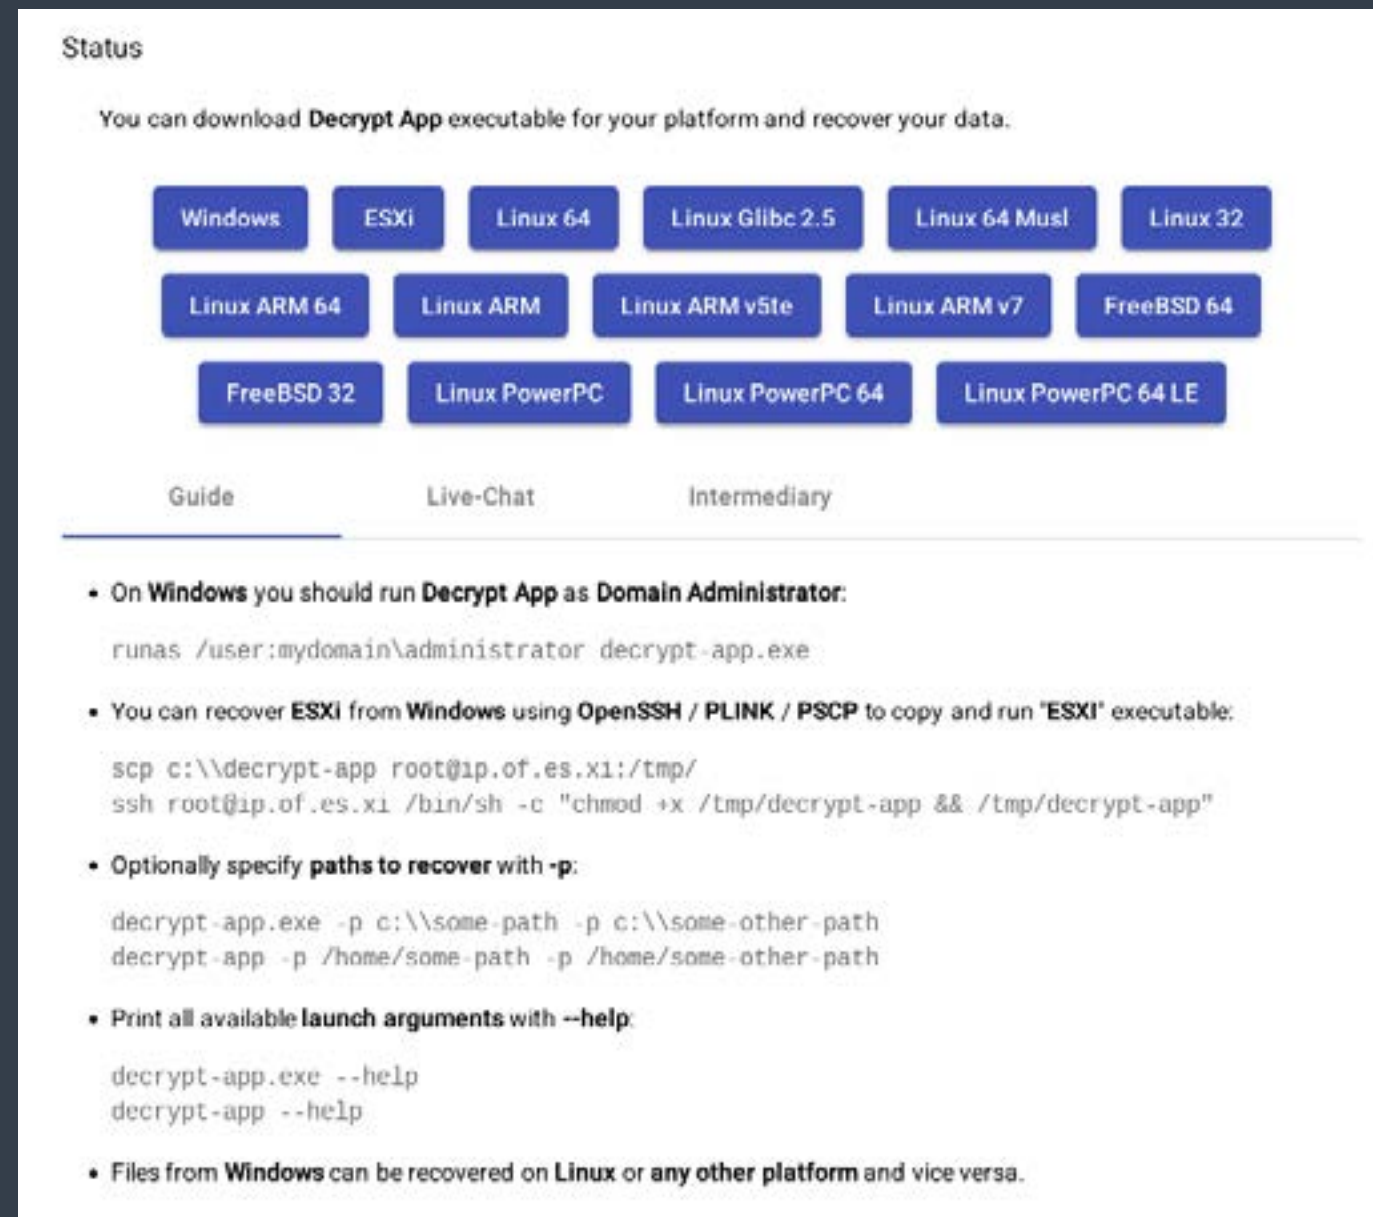 Status
You can download Decrypt App executable for your platform and recover your data.
Windows ESXi Linux 64 Linux Glibc 2.5 Linux 64 Musl Linux 32
Linux ARM 64 Linux ARM Linux ARM v5te Linux ARM v7 FreeBSD 64
FreeBSD 32 Linux PowerPC Linux PowerPC 64 Linux PowerPC 64 LE
Guide Live-Chat Intermediary
• On Windows you should run Decrypt App as Domain Administrator:
runas /user:mydomain\administrator decrypt-app.exe
• You can recover ESXi from Windows using OpenSSH / PLINK / PSCP to copy and run "ESXI" executable:
scp c:\\decrypt-app root@ip.of.es.xi:/tmp/
ssh root@ip.of.es.xi /bin/sh -c "chmod +x /tmp/decrypt-app && /tmp/decrypt-app"
• Optionally specify paths to recover with -p:
decrypt-app.exe -p c:\\some-path -p c:\\some-other-path
decrypt-app -p /home/some-path -p /home/some-other-path
• Print all available launch arguments with --help:
decrypt-app.exe --help
decrypt-app --help
• Files from Windows can be recovered on Linux or any other platform and vice versa.